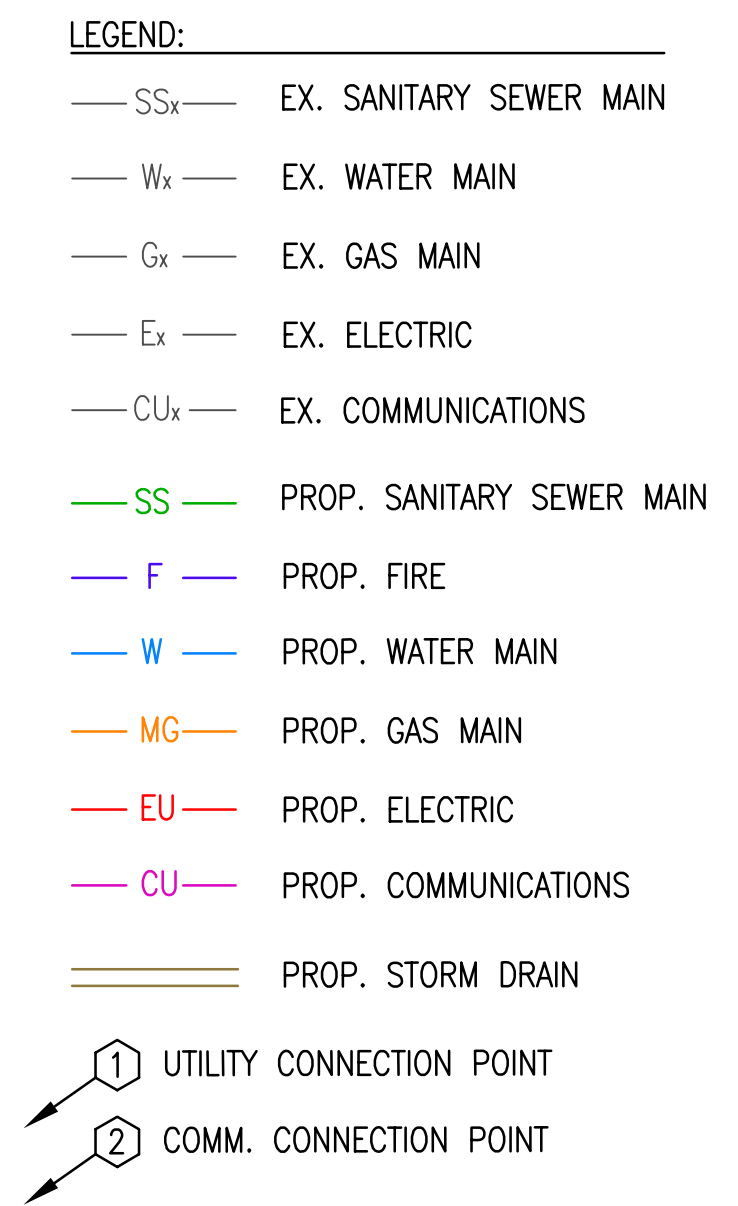 LEGEND:
SSx EX. SANITARY SEWER MAIN
Wx EX. WATER MAIN
Gx EX. GAS MAIN
Ex EX. ELECTRIC
CUx EX. COMMUNICATIONS
SS PROP. SANITARY SEWER MAIN
F PROP. FIRE
W PROP. WATER MAIN
MG PROP. GAS MAIN
EU PROP. ELECTRIC
CU PROP. COMMUNICATIONS
PROP. STORM DRAIN
1 UTILITY CONNECTION POINT
2 COMM. CONNECTION POINT